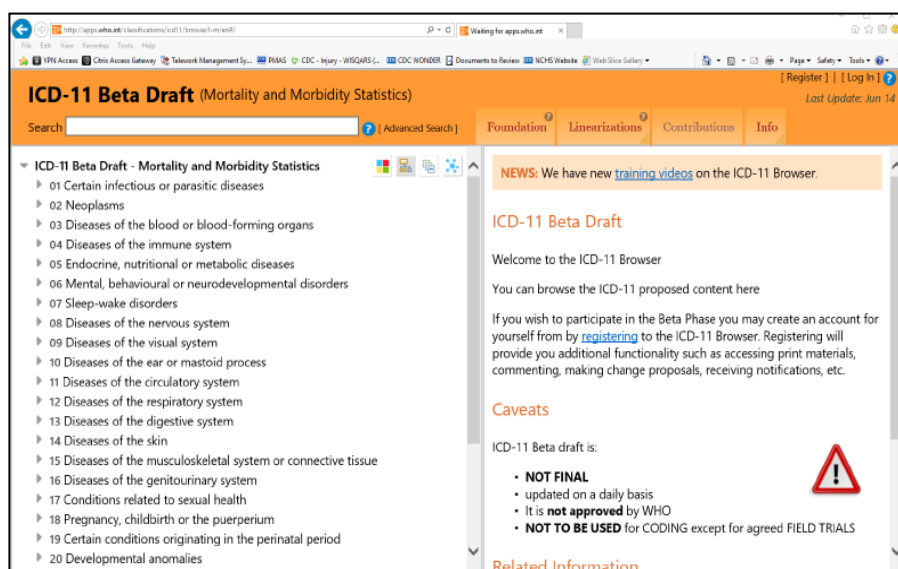 http://apps.who.int/classifications/icd11/browse/l-m/en#/
Waiting for apps.who.int
File Edit View Favorites Tools Help
VPN Access Citrix Access Gateway Telework Management Sy... PMAS CDC - Injury - WISQARS (... CDC WONDER Documents to Review NCHS Website Web Slice Gallery
Page Safety Tools
[ Register ] | [ Log In ]
ICD-11 Beta Draft (Mortality and Morbidity Statistics)
Last Update: Jun 14
Search
[ Advanced Search ]
Foundation Linearizations Contributions Info
ICD-11 Beta Draft - Mortality and Morbidity Statistics
01 Certain infectious or parasitic diseases
02 Neoplasms
03 Diseases of the blood or blood-forming organs
04 Diseases of the immune system
05 Endocrine, nutritional or metabolic diseases
06 Mental, behavioural or neurodevelopmental disorders
07 Sleep-wake disorders
08 Diseases of the nervous system
09 Diseases of the visual system
10 Diseases of the ear or mastoid process
11 Diseases of the circulatory system
12 Diseases of the respiratory system
13 Diseases of the digestive system
14 Diseases of the skin
15 Diseases of the musculoskeletal system or connective tissue
16 Diseases of the genitourinary system
17 Conditions related to sexual health
18 Pregnancy, childbirth or the puerperium
19 Certain conditions originating in the perinatal period
20 Developmental anomalies
NEWS: We have new training videos on the ICD-11 Browser.
ICD-11 Beta Draft
Welcome to the ICD-11 Browser
You can browse the ICD-11 proposed content here
If you wish to participate in the Beta Phase you may create an account for
yourself from by registering to the ICD-11 Browser. Registering will
provide you additional functionality such as accessing print materials,
commenting, making change proposals, receiving notifications, etc.
Caveats
ICD-11 Beta draft is:
• NOT FINAL
• updated on a daily basis
• It is not approved by WHO
• NOT TO BE USED for CODING except for agreed FIELD TRIALS
Related Information